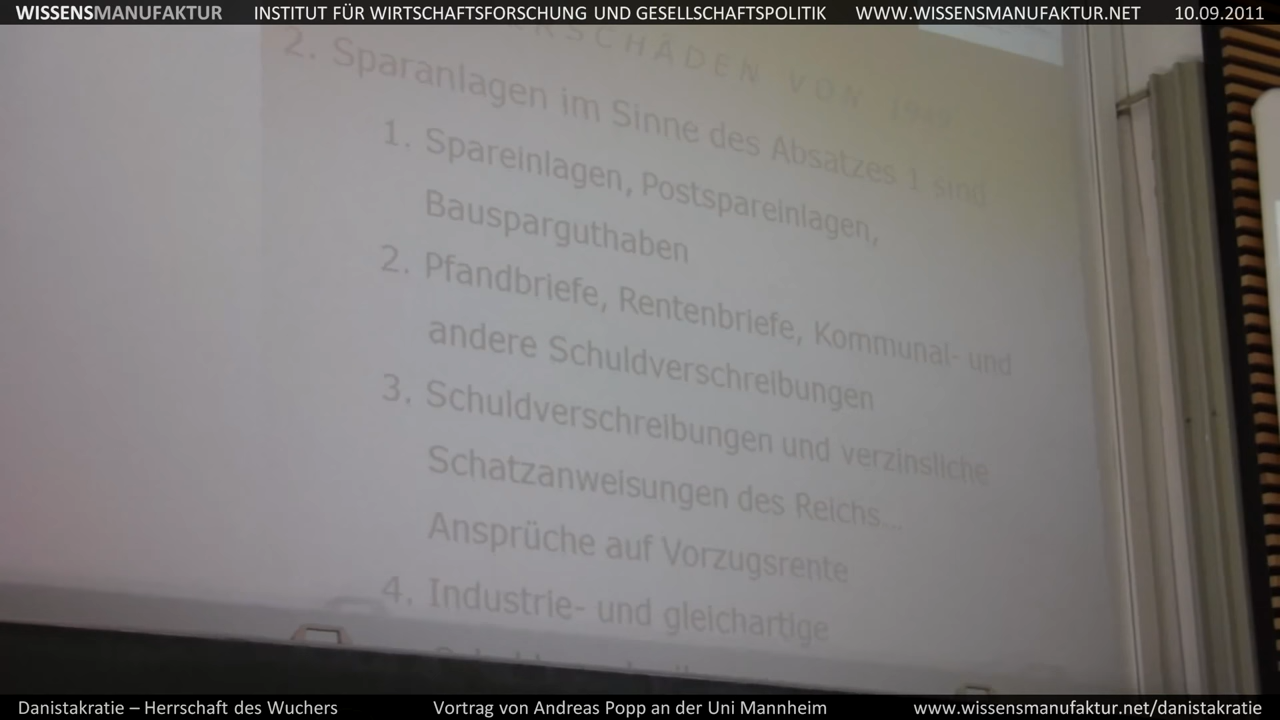 WISSENSMANUFAKTUR INSTITUT FÜR WIRTSCHAFTSFORSCHUNG UND GESELLSCHAFTSPOLITIK WWW.WISSENSMANUFAKTUR.NET 10.09.2011
VON
2. Sparanlagen im Sinne des Absatzes 1 sind
1. Spareinlagen, Postspareinlagen,
Bausparguthaben
2. Pfandbriefe, Rentenbriefe, Kommunal- und
andere Schuldverschreibungen
3. Schuldverschreibungen und verzinsliche
Schatzanweisungen des Reichs...
Ansprüche auf Vorzugsrente
4. Industrie- und gleichartige
Danistakratie – Herrschaft des Wuchers Vortrag von Andreas Popp an der Uni Mannheim www.wissensmanufaktur.net/danistakratie